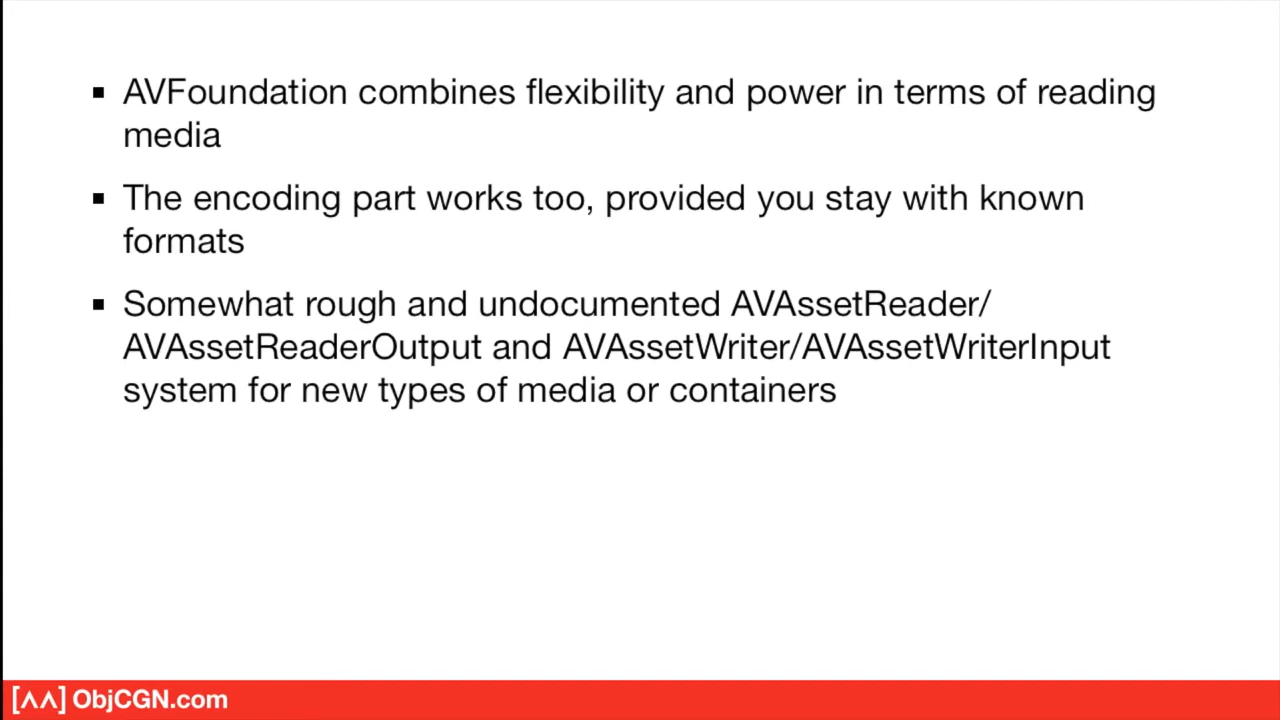 ▪ AVFoundation combines flexibility and power in terms of reading
media
▪ The encoding part works too, provided you stay with known
formats
▪ Somewhat rough and undocumented AVAssetReader/
AVAssetReaderOutput and AVAssetWriter/AVAssetWriterInput
system for new types of media or containers
[ʌʌ] ObjCGN.com